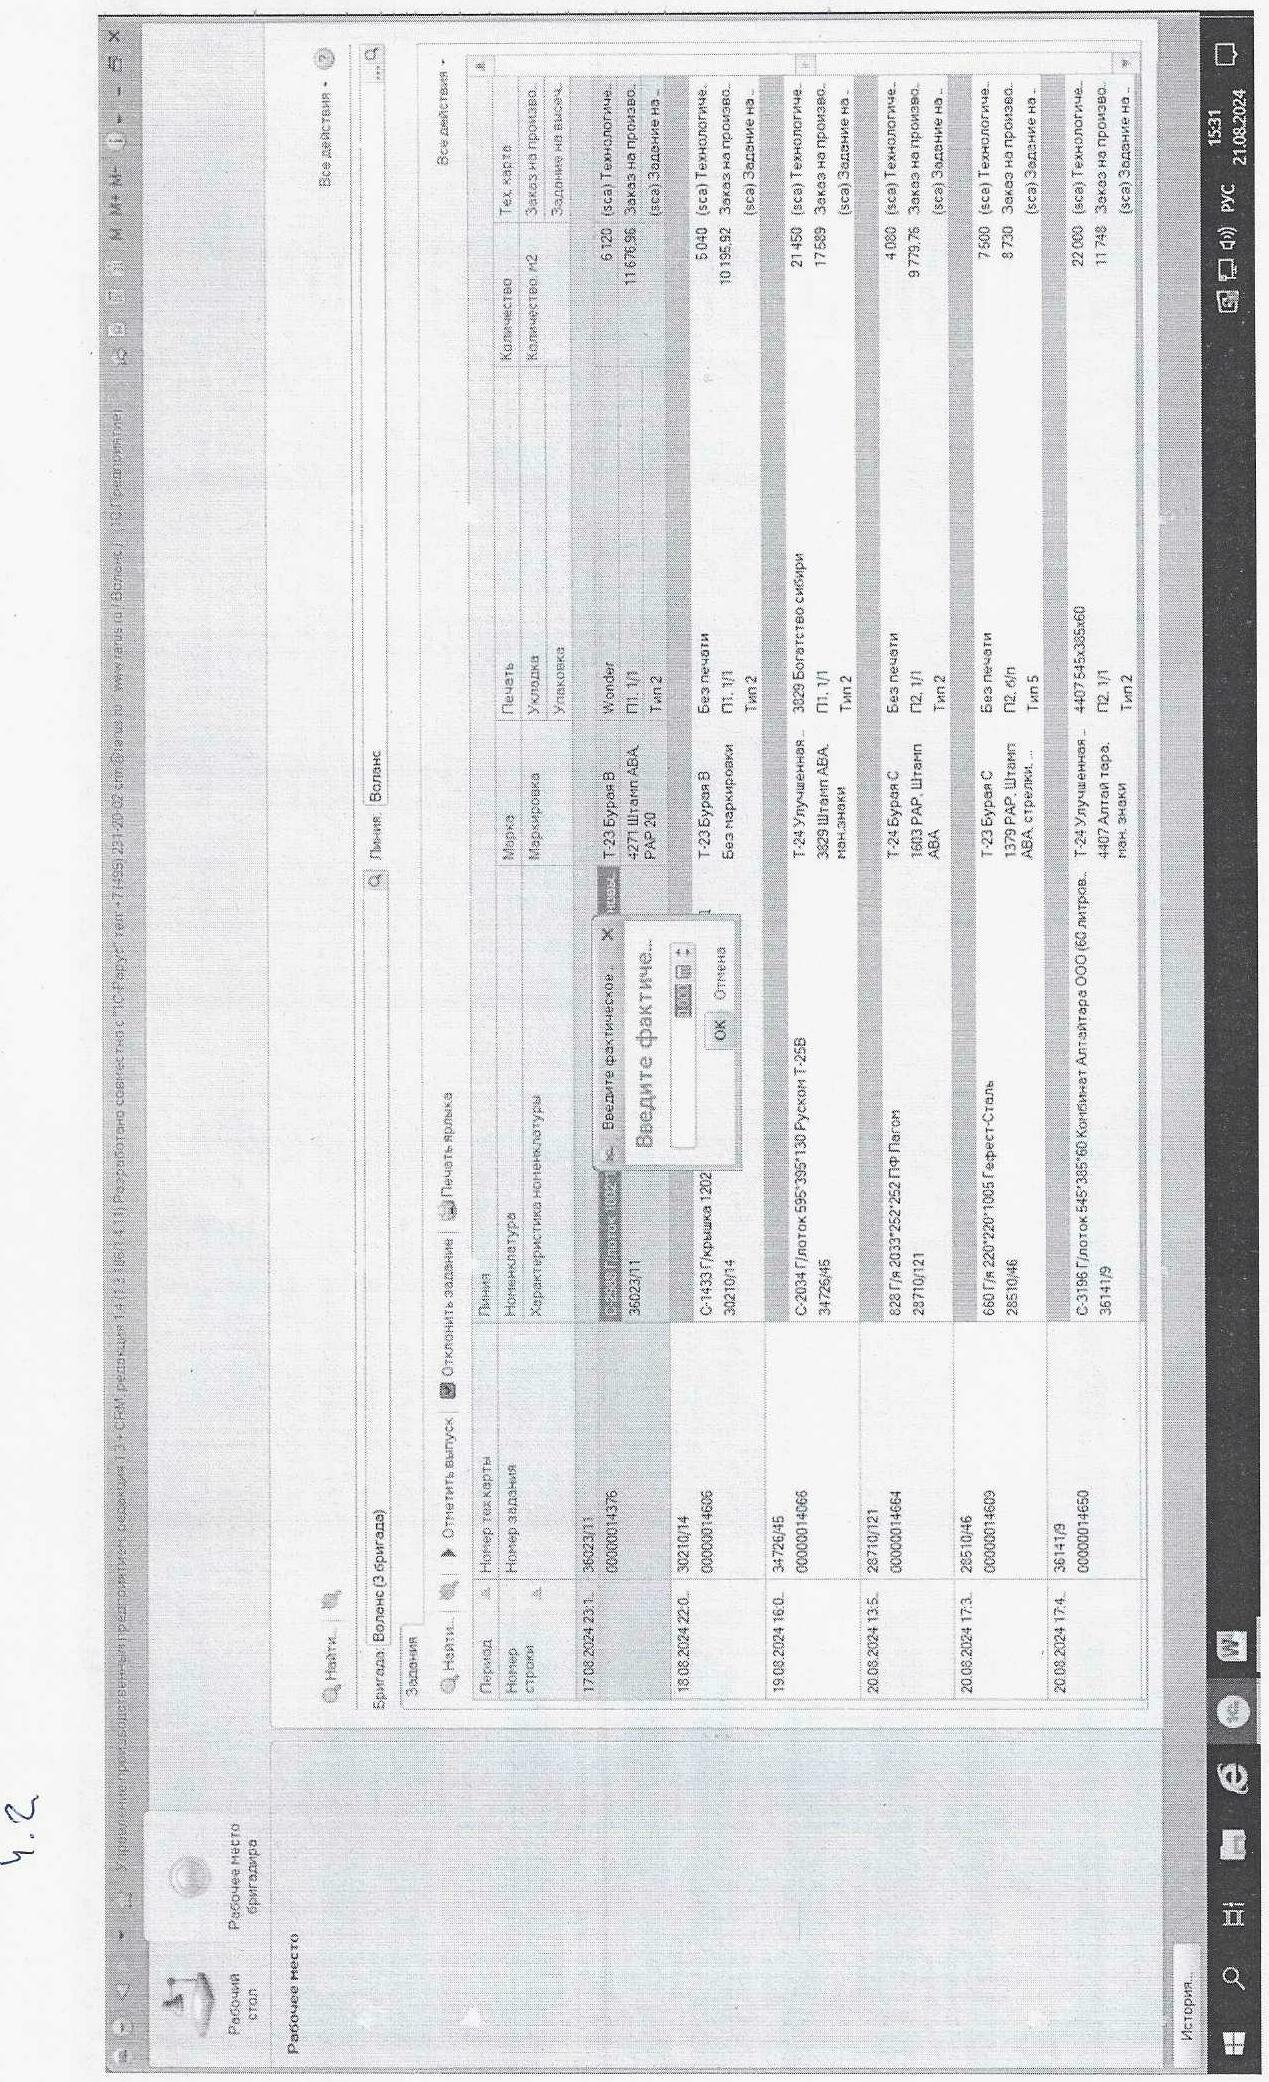 4.2
Управление производственным предприятием, редакция 1.3 + CRM, редакция 1.4 (1.3.186/1.4.11) Разработано совместно с "1С-Рарус" тел: +7 (495) 231-20-02 crm@rarus.ru www.rarus.ru / Воланс / (1С:Предприятие) M M+ M-
Рабочий стол
Рабочее место бригадира
Рабочее место
Найти... Все действия
Бригада: Воланс (3 бригада) Линия: Воланс ...
Задания
Найти... Отметить выпуск Отклонить задание Печать ярлыка Все действия
Период Номер тех карты Линия
Номер строки Номер задания Номенклатура Марка Печать Количество Тех. карта
Характеристика номенклатуры Маркировка Укладка Количество, м2 Заказ на произво..
Упаковка Задание на высеч..
17.08.2024 23:1.. 36023/11
00000014376 Г/лоток Т-23 Бурая В Wonder 6 120 (sca) Технологиче..
36023/11 4271 Штамп АВА, PAP 20 П1, 1/1 11 676,96 Заказ на произво..
Тип 2 (sca) Задание на ..
Введите фактическое..
Введите фактиче...
1 000
OK Отмена
18.08.2024 22:0.. 30210/14
00000014606 С-1433 Г/крышка 1202 Т-23 Бурая В Без печати 5 040 (sca) Технологиче..
30210/14 Без маркировки П1, 1/1 10 195,92 Заказ на произво..
Тип 2 (sca) Задание на ..
19.08.2024 16:0.. 34726/45
00000014066 С-2034 Г/лоток 595*395*130 Руском Т-25В Т-24 Улучшенная .. 3829 Богатство сибири 21 450 (sca) Технологиче..
34726/45 3829 Штамп АВА, ман.знаки П1, 1/1 17 589 Заказ на произво..
Тип 2 (sca) Задание на ..
20.08.2024 13:5.. 28710/121
00000014664 828 Г/я 2033*252*252 ПФ Пагом Т-24 Бурая С Без печати 4 080 (sca) Технологиче..
28710/121 1603 PAP, Штамп АВА П2, 1/1 9 779,76 Заказ на произво..
Тип 2 (sca) Задание на ..
20.08.2024 17:3.. 28510/46
00000014609 660 Г/я 220*220*1005 Гефест-Сталь Т-23 Бурая С Без печати 7 500 (sca) Технологиче..
28510/46 1379 PAP, Штамп АВА, стрелки, ... П2, б/п 8 730 Заказ на произво..
Тип 5 (sca) Задание на ..
20.08.2024 17:4.. 36141/9
00000014650 С-3196 Г/лоток 545*385*60 Комбинат Алтайтара ООО (60 литров.. Т-24 Улучшенная .. 4407 545х385х60 22 000 (sca) Технологиче..
36141/9 4407 Алтай тара, ман. знаки П2, 1/1 11 748 Заказ на произво..
Тип 2 (sca) Задание на ..
История...
W РУС 15:31
21.08.2024